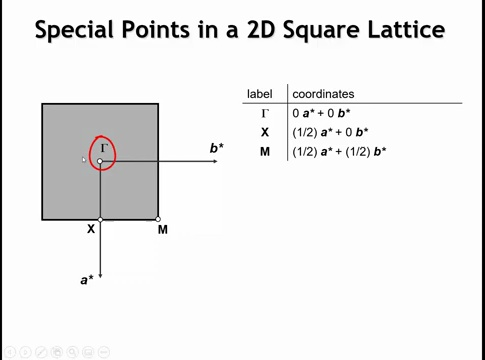 Special Points in a 2D Square Lattice
label coordinates
Γ 0 a* + 0 b*
X (1/2) a* + 0 b*
M (1/2) a* + (1/2) b*
Γ
b*
X
M
a*